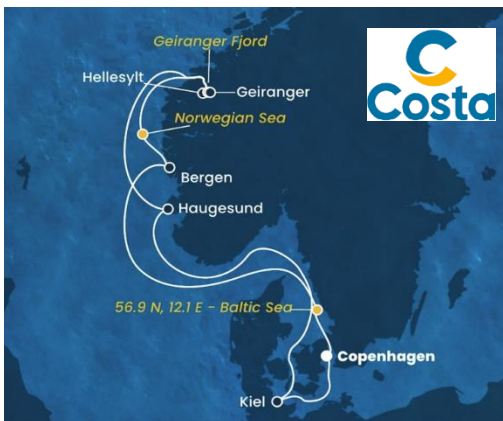 Geiranger Fjord
Costa
Hellesylt
Geiranger
Norwegian Sea
Bergen
Haugesund
56.9 N, 12.1 E – Baltic Sea
Copenhagen
Kiel